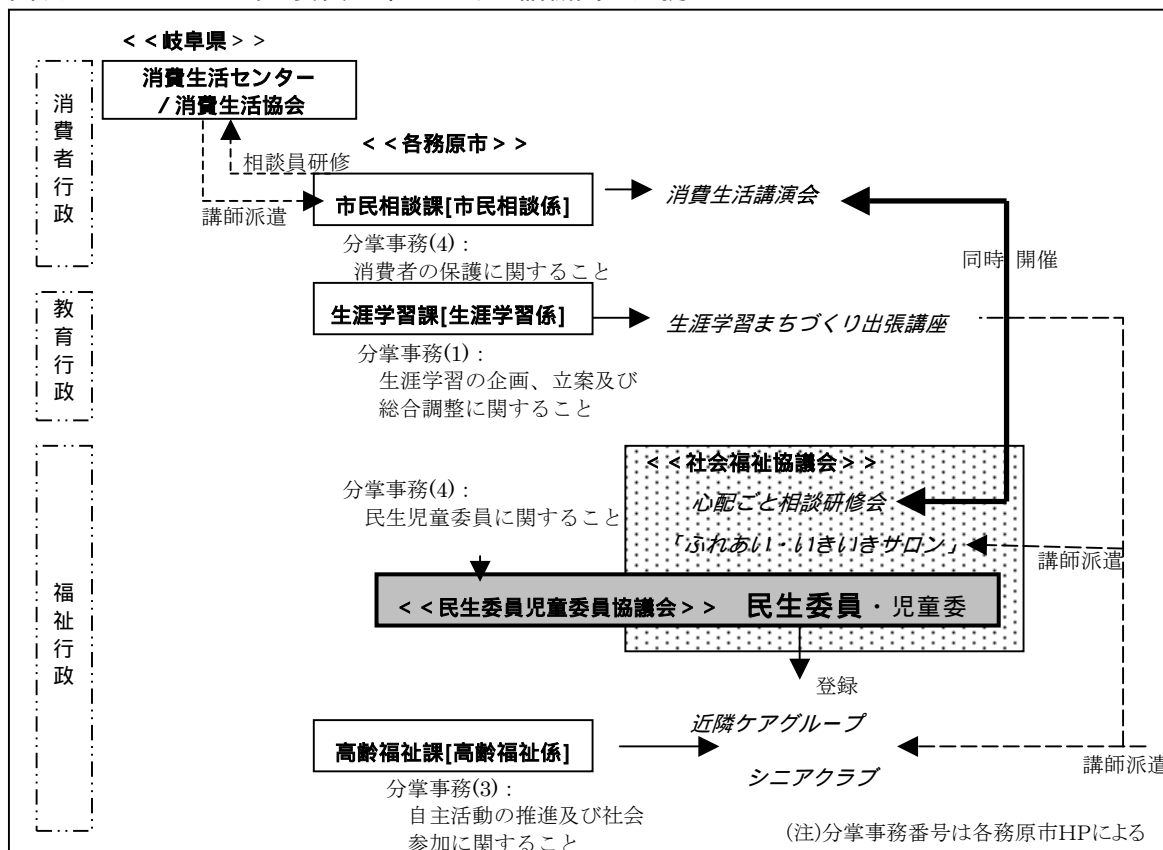 <<岐阜県>>
消費生活センター
/消費生活協会
消費者行政
<<各務原市>>
相談員研修
講師派遣
市民相談課[市民相談係]
消費生活講演会
分掌事務(4)：
消費者の保護に関すること
同時 開催
教育行政
生涯学習課[生涯学習係]
生涯学習まちづくり出張講座
分掌事務(1)：
生涯学習の企画、立案及び
総合調整に関すること
福祉行政
<<社会福祉協議会>>
心配ごと相談研修会
分掌事務(4)：
民生児童委員に関すること
「ふれあい・いきいきサロン」
講師派遣
<<民生委員児童委員協議会>> 民生委員・児童委
登録
近隣ケアグループ
高齢福祉課[高齢福祉係]
シニアクラブ
講師派遣
分掌事務(3)：
自主活動の推進及び社会
参加に関すること
(注)分掌事務番号は各務原市HPによる